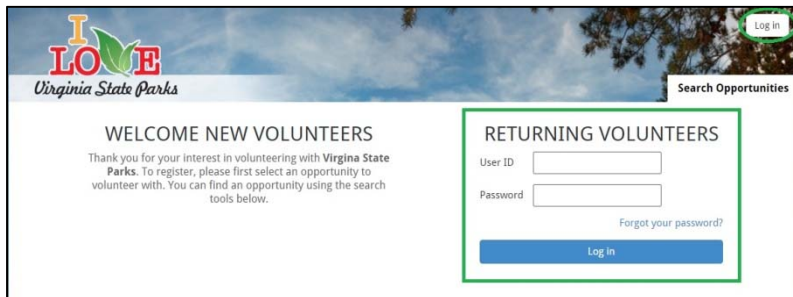 I
LOVE
Virginia State Parks
Log in
Search Opportunities
WELCOME NEW VOLUNTEERS
Thank you for your interest in volunteering with Virgina State
Parks. To register, please first select an opportunity to
volunteer with. You can find an opportunity using the search
tools below.
RETURNING VOLUNTEERS
User ID
Password
Forgot your password?
Log in